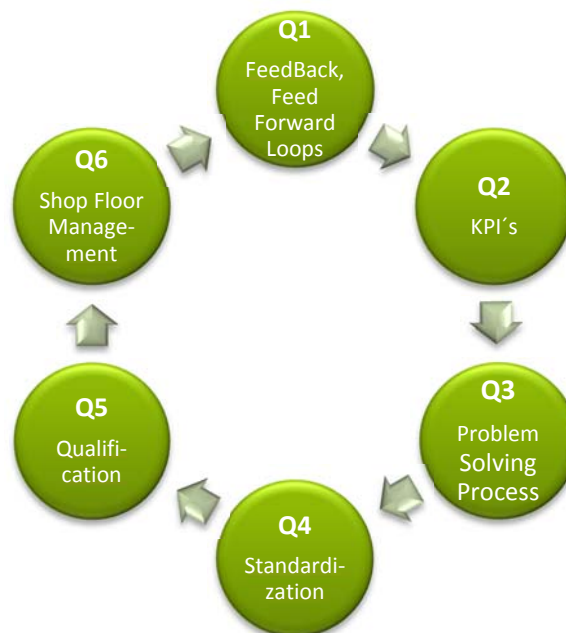 Q1
FeedBack,
Feed
Forward
Loops
Q2
KPI´s
Q3
Problem
Solving
Process
Q4
Standardi-
zation
Q5
Qualifi-
cation
Q6
Shop Floor
Manage-
ment